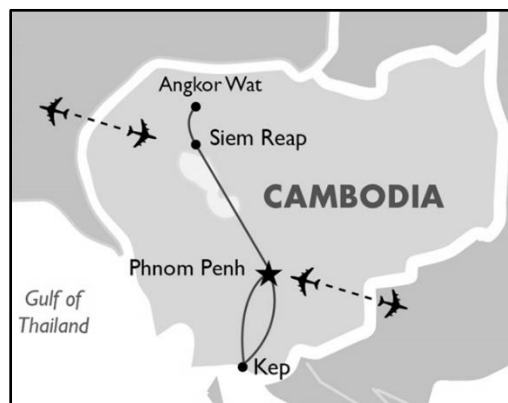 Angkor Wat
Siem Reap
CAMBODIA
Phnom Penh
Gulf of
Thailand
Kep